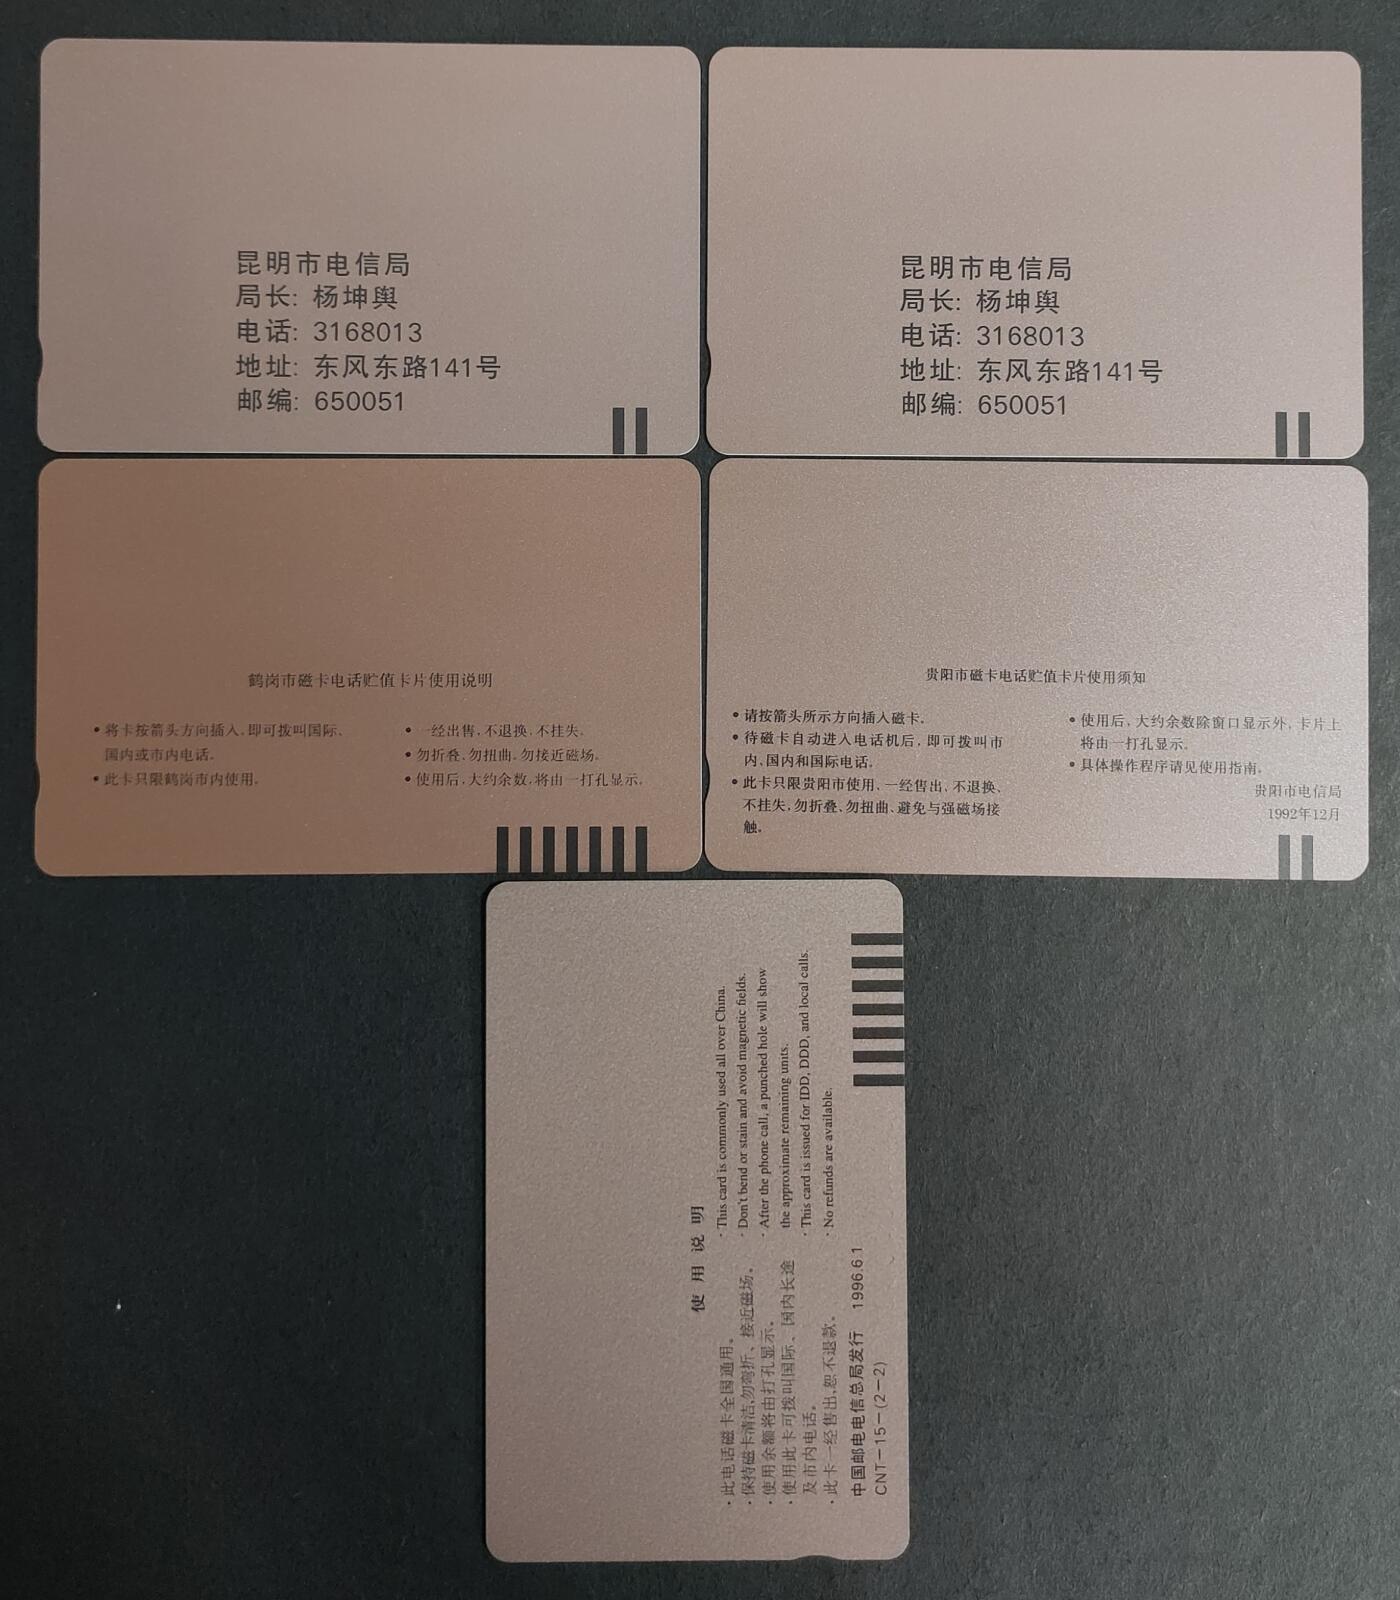 昆明市电信局
局长: 杨坤舆
电话: 3168013
地址: 东风东路141号
邮编: 650051
昆明市电信局
局长: 杨坤舆
电话: 3168013
地址: 东风东路141号
邮编: 650051
鹤岗市磁卡电话贮值卡片使用说明
• 将卡按箭头方向插入,即可拨叫国际、
国内或市内电话。
• 此卡只限鹤岗市内使用。
• 一经出售,不退换,不挂失。
• 勿折叠、勿扭曲。勿接近磁场。
• 使用后,大约余数,将由一打孔显示。
贵阳市磁卡电话贮值卡片使用须知
• 请按箭头所示方向插入磁卡。
• 待磁卡自动进入电话机后, 即可拨叫市
内、国内和国际电话。
• 此卡只限贵阳市使用、一经售出、不退换、
不挂失, 勿折叠、勿扭曲、避免与强磁场接
触。
• 使用后, 大约余数除窗口显示外, 卡片上
将由一打孔显示。
• 具体操作程序请见使用指南。
贵阳市电信局
1992年12月
使用说明
· 此电话磁卡全国通用。
· 保持磁卡清洁,勿弯折、接近磁场。
· 使用余额将由打孔显示。
· 使用此卡可拨叫国际、国内长途
及市内电话。
· 此卡一经售出,恕不退款。
· This card is commonly used all over China.
· Don't bend or stain and avoid magnetic fields.
· After the phone call, a punched hole will show
the approximate remaining units.
· This card is issued for IDD, DDD, and local calls.
· No refunds are available.
中国邮电电信总局发行 1996.6.1
CNT－15－(2－2)